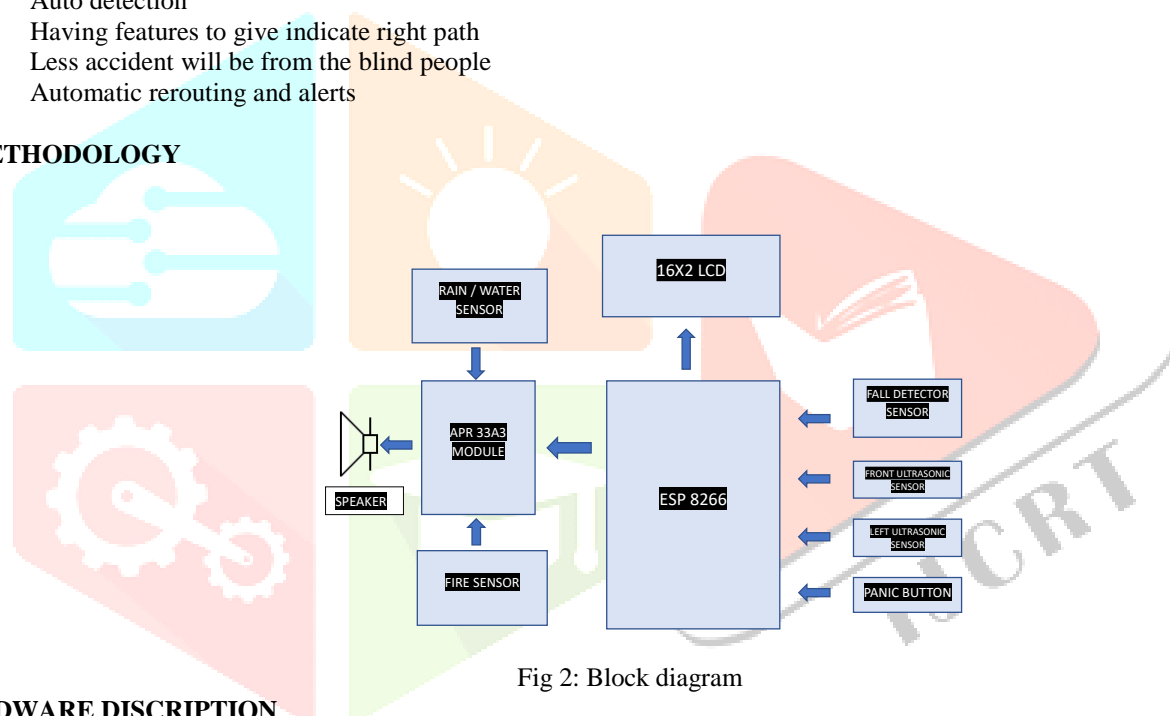 Auto detection
Having features to give indicate right path
Less accident will be from the blind people
Automatic rerouting and alerts
ETHODOLOGY
16X2 LCD
RAIN / WATER
SENSOR
APR 33A3
MODULE
SPEAKER
FIRE SENSOR
ESP 8266
FALL DETECTOR
SENSOR
FRONT ULTRASONIC
SENSOR
LEFT ULTRASONIC
SENSOR
PANIC BUTTON
IJCRT
Fig 2: Block diagram
DWARE DISCRIPTION